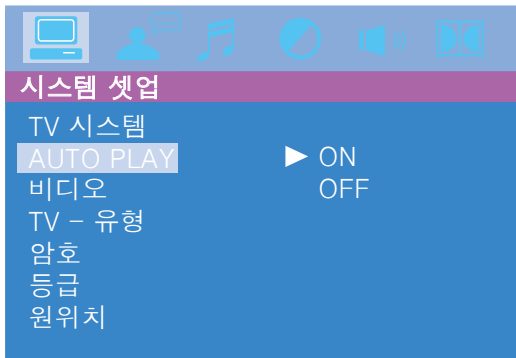 시스템 셋업
TV 시스템
AUTO PLAY ▶ ON
비디오 OFF
TV - 유형
암호
등급
원위치